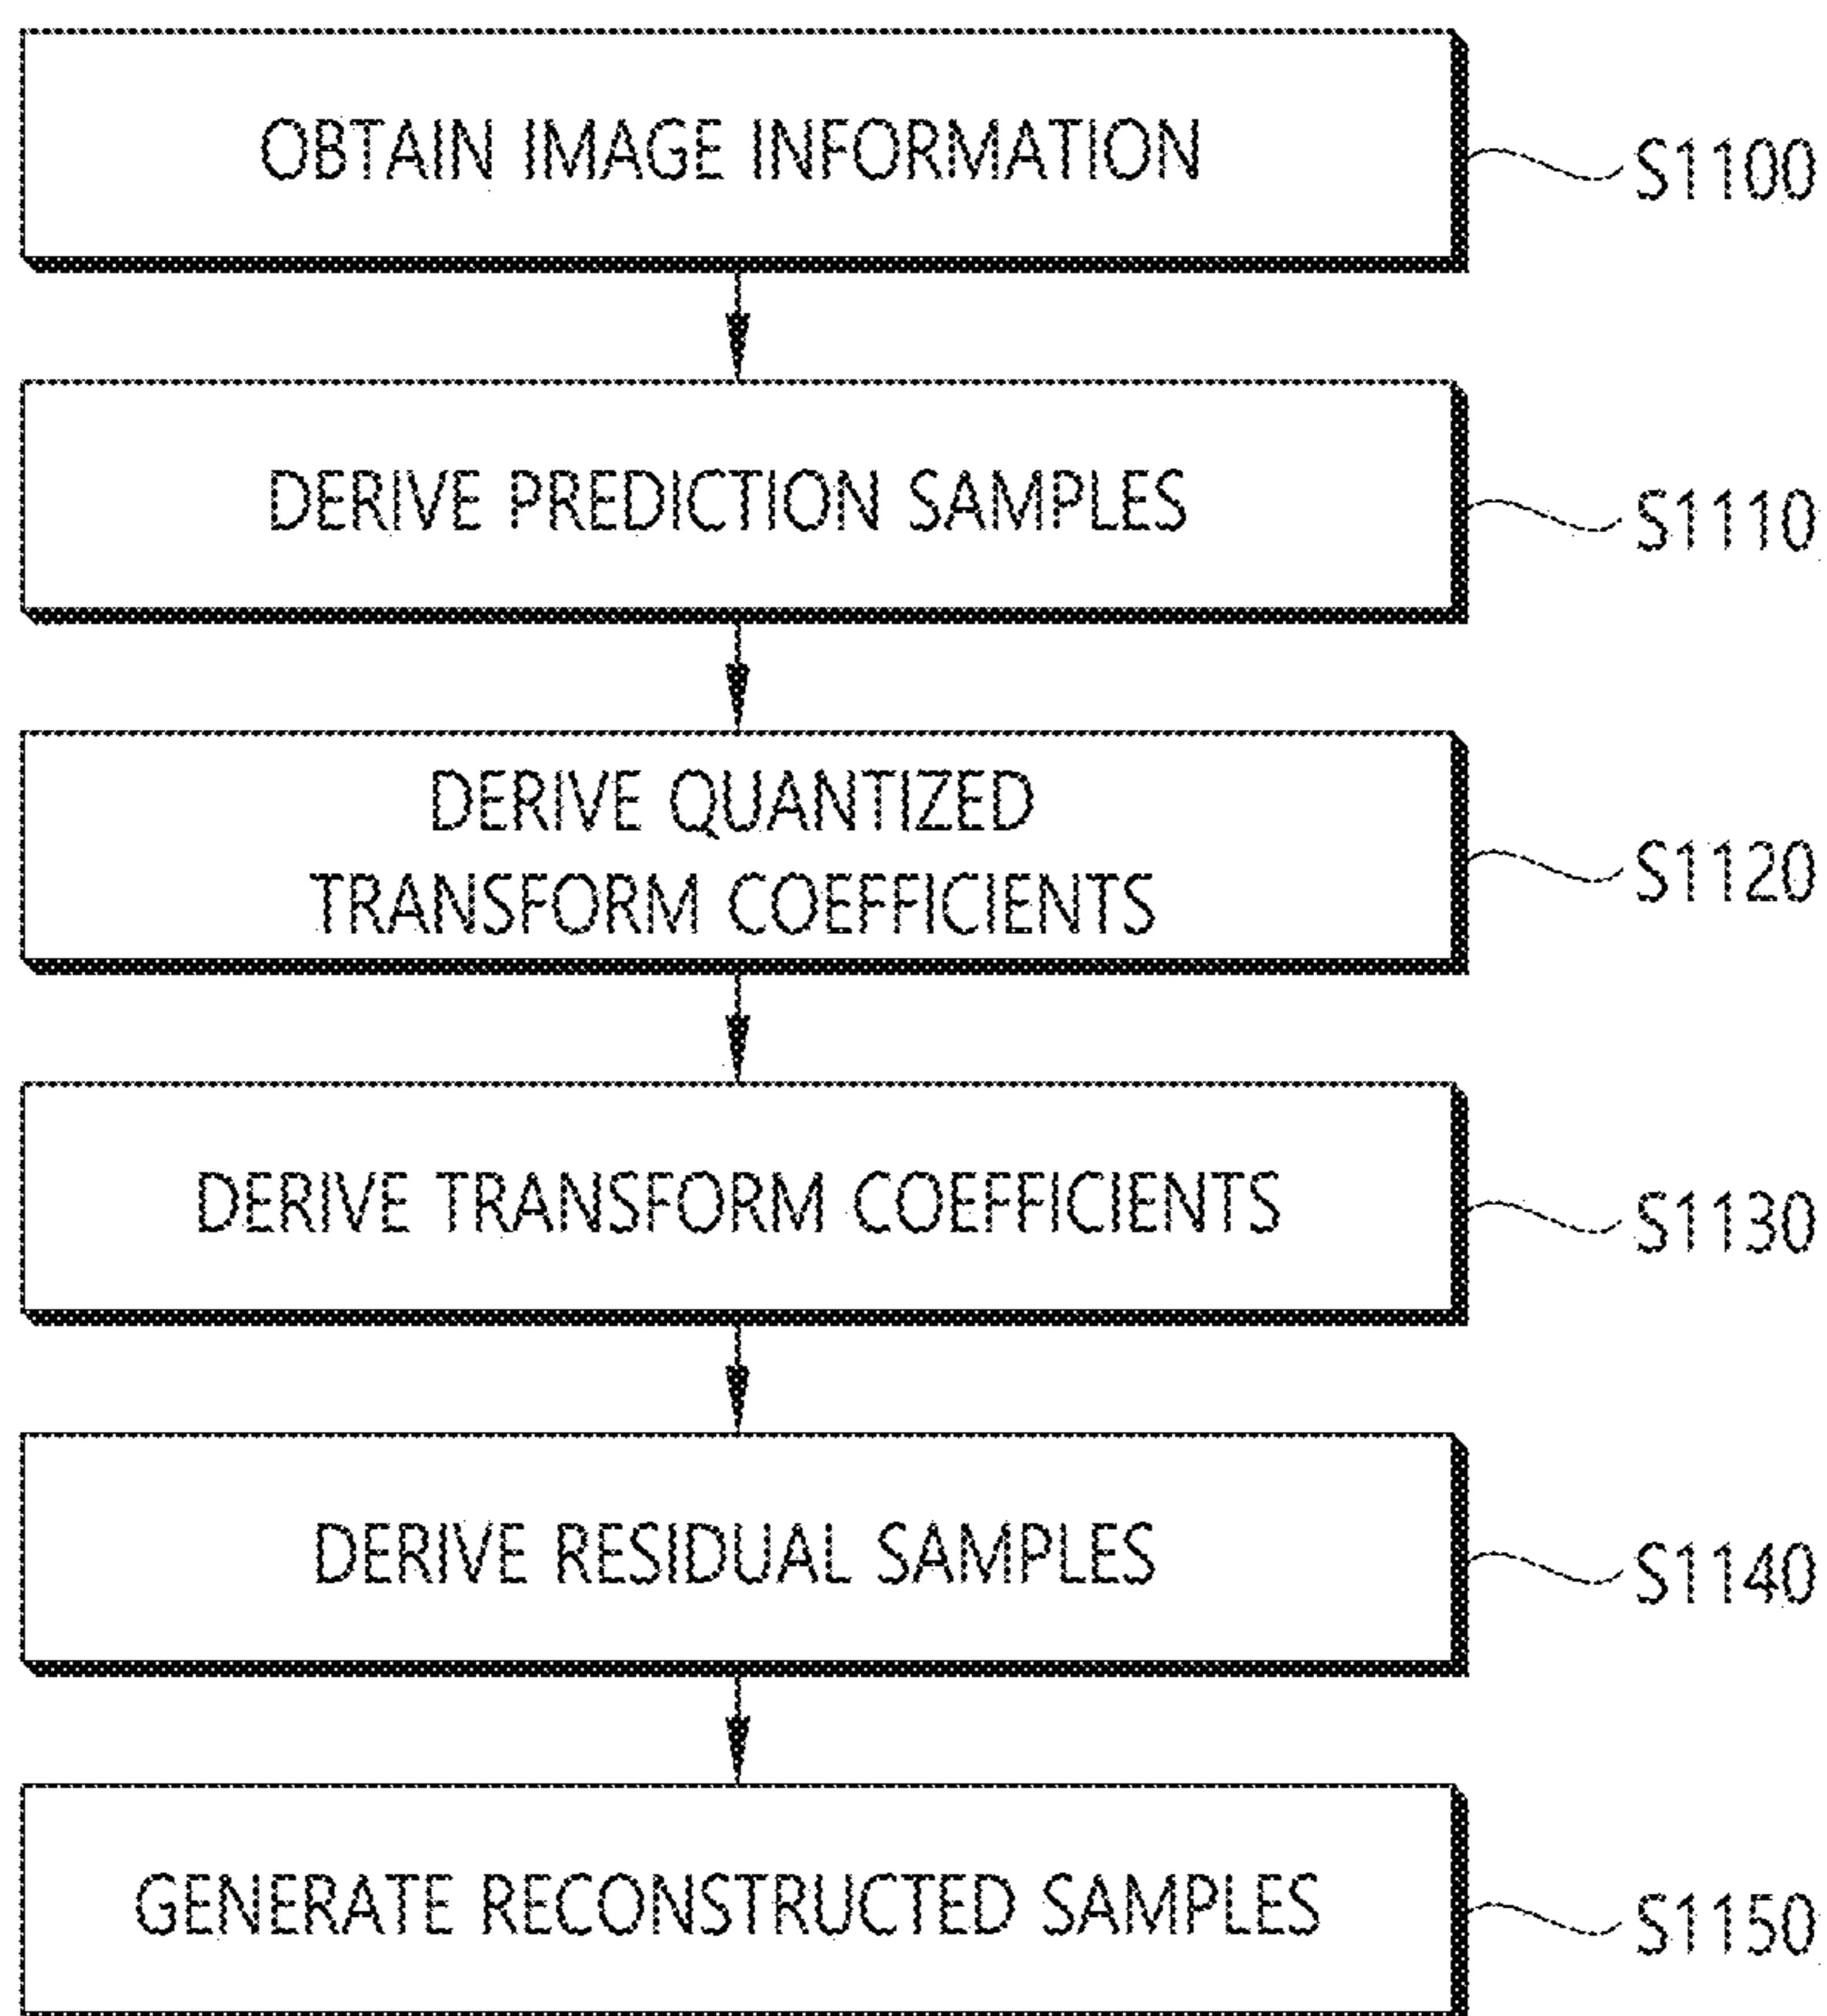 OBTAIN IMAGE INFORMATION
S1100
DERIVE PREDICTION SAMPLES
S1110
DERIVE QUANTIZED
TRANSFORM COEFFICIENTS
S1120
DERIVE TRANSFORM COEFFICIENTS
S1130
DERIVE RESIDUAL SAMPLES
S1140
GENERATE RECONSTRUCTED SAMPLES
S1150